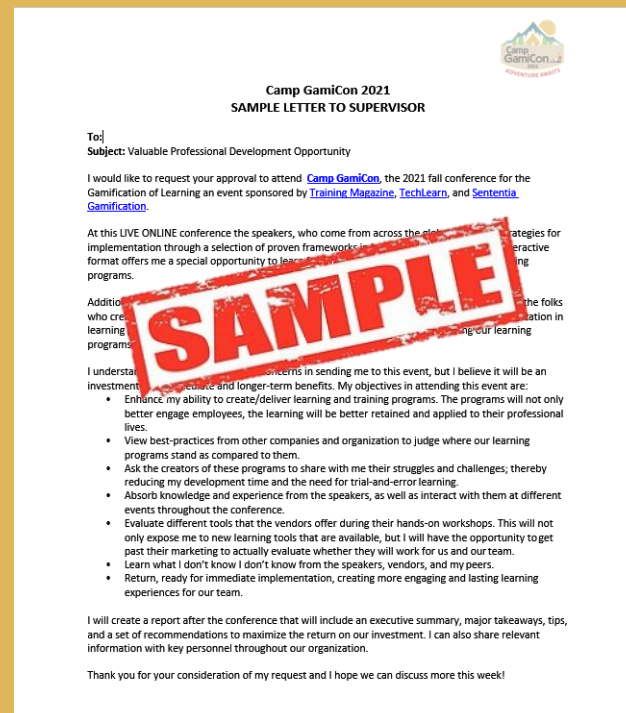 Camp
GamiCon
2021
ADVENTURE AWAITS
Camp GamiCon 2021
SAMPLE LETTER TO SUPERVISOR
To:
Subject: Valuable Professional Development Opportunity
I would like to request your approval to attend Camp GamiCon, the 2021 fall conference for the
Gamification of Learning an event sponsored by Training Magazine, TechLearn, and Sententia
Gamification.
At this LIVE ONLINE conference the speakers, who come from across the rategies for
implementation through a selection of proven frameworks eractive
format offers me a special opportunity to ng
programs.
Additio the folks
who cre ation in
learning ng our learning
programs
SAMPLE
I understa ncerns in sending me to this event, but I believe it will be an
investment and longer-term benefits. My objectives in attending this event are:
• Enhance my ability to create/deliver learning and training programs. The programs will not only
better engage employees, the learning will be better retained and applied to their professional
lives.
• View best-practices from other companies and organization to judge where our learning
programs stand as compared to them.
• Ask the creators of these programs to share with me their struggles and challenges; thereby
reducing my development time and the need for trial-and-error learning.
• Absorb knowledge and experience from the speakers, as well as interact with them at different
events throughout the conference.
• Evaluate different tools that the vendors offer during their hands-on workshops. This will not
only expose me to new learning tools that are available, but I will have the opportunity to get
past their marketing to actually evaluate whether they will work for us and our team.
• Learn what I don't know I don't know from the speakers, vendors, and my peers.
• Return, ready for immediate implementation, creating more engaging and lasting learning
experiences for our team.
I will create a report after the conference that will include an executive summary, major takeaways, tips,
and a set of recommendations to maximize the return on our investment. I can also share relevant
information with key personnel throughout our organization.
Thank you for your consideration of my request and I hope we can discuss more this week!